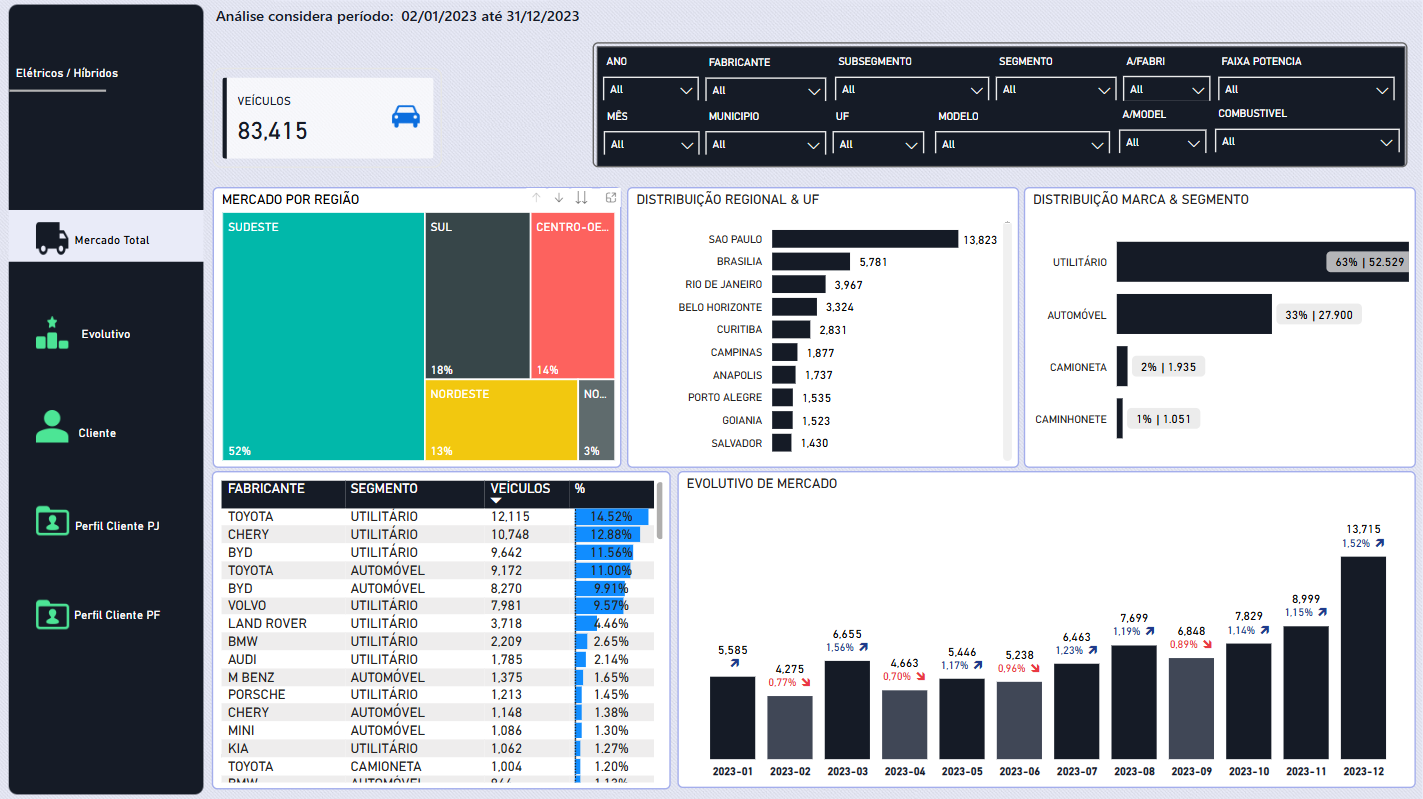 Análise considera período: 02/01/2023 até 31/12/2023
Elétricos / Híbridos
Mercado Total
Evolutivo
Cliente
Perfil Cliente PJ
Perfil Cliente PF
VEÍCULOS
83,415
ANO
All
FABRICANTE
All
SUBSEGMENTO
All
SEGMENTO
All
A/FABRI
All
FAIXA POTENCIA
All
MÊS
All
MUNICIPIO
All
UF
All
MODELO
All
A/MODEL
All
COMBUSTIVEL
All
MERCADO POR REGIÃO
SUDESTE
52%
SUL
18%
CENTRO-OE...
14%
NORDESTE
13%
NO...
3%
DISTRIBUIÇÃO REGIONAL & UF
SAO PAULO 13,823
BRASILIA 5,781
RIO DE JANEIRO 3,967
BELO HORIZONTE 3,324
CURITIBA 2,831
CAMPINAS 1,877
ANAPOLIS 1,737
PORTO ALEGRE 1,535
GOIANIA 1,523
SALVADOR 1,430
DISTRIBUIÇÃO MARCA & SEGMENTO
UTILITÁRIO 63% | 52.529
AUTOMÓVEL 33% | 27.900
CAMIONETA 2% | 1.935
CAMINHONETE 1% | 1.051
FABRICANTE SEGMENTO VEÍCULOS %
TOYOTA UTILITÁRIO 12,115 14.52%
CHERY UTILITÁRIO 10,748 12.88%
BYD UTILITÁRIO 9,642 11.56%
TOYOTA AUTOMÓVEL 9,172 11.00%
BYD AUTOMÓVEL 8,270 9.91%
VOLVO UTILITÁRIO 7,981 9.57%
LAND ROVER UTILITÁRIO 3,718 4.46%
BMW UTILITÁRIO 2,209 2.65%
AUDI UTILITÁRIO 1,785 2.14%
M BENZ AUTOMÓVEL 1,375 1.65%
PORSCHE UTILITÁRIO 1,213 1.45%
CHERY AUTOMÓVEL 1,148 1.38%
MINI AUTOMÓVEL 1,086 1.30%
KIA UTILITÁRIO 1,062 1.27%
TOYOTA CAMIONETA 1,004 1.20%
BMW AUTOMÓVEL
EVOLUTIVO DE MERCADO
5,585
4,275
0,77%
6,655
1,56%
4,663
0,70%
5,446
1,17%
5,238
0,96%
6,463
1,23%
7,699
1,19%
6,848
0,89%
7,829
1,14%
8,999
1,15%
13,715
1,52%
2023-01 2023-02 2023-03 2023-04 2023-05 2023-06 2023-07 2023-08 2023-09 2023-10 2023-11 2023-12